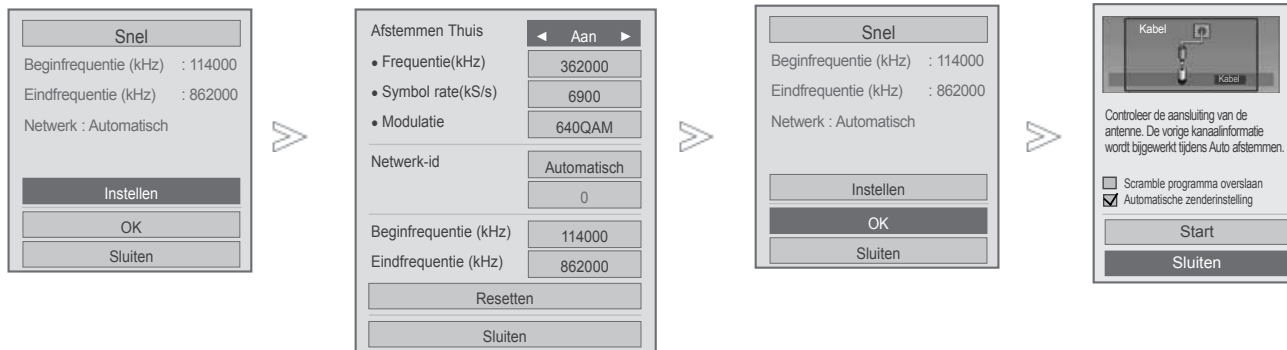 Snel
Beginfrequentie (kHz) : 114000
Eindfrequentie (kHz) : 862000
Netwerk : Automatisch
Instellen
OK
Sluiten
Afstemmen Thuis ◄ Aan ►
• Frequentie(kHz) 362000
• Symbol rate(kS/s) 6900
• Modulatie 640QAM
Netwerk-id Automatisch
0
Beginfrequentie (kHz) 114000
Eindfrequentie (kHz) 862000
Resetten
Sluiten
Snel
Beginfrequentie (kHz) : 114000
Eindfrequentie (kHz) : 862000
Netwerk : Automatisch
Instellen
OK
Sluiten
Kabel
Kabel
Controleer de aansluiting van de
antenne. De vorige kanaalinformatie
wordt bijgewerkt tijdens Auto afstemmen.
Scramble programma overslaan
Automatische zenderinstelling
Start
Sluiten